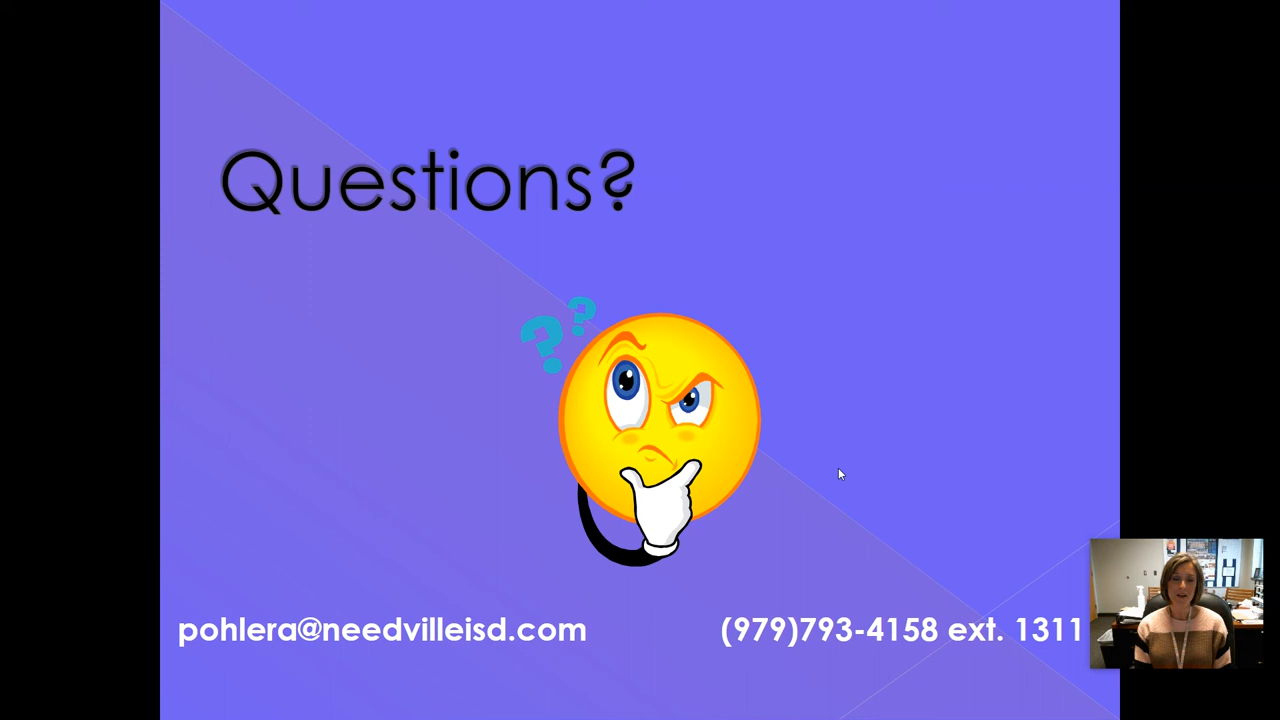 Questions?
? ?
pohlera@needvilleisd.com
(979)793-4158 ext. 1311